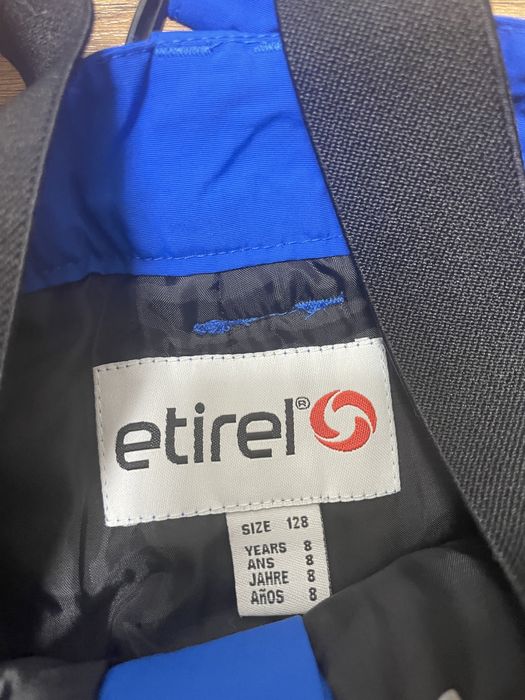 etirel®
SIZE 128
YEARS 8
ANS 8
JAHRE 8
AñOS 8